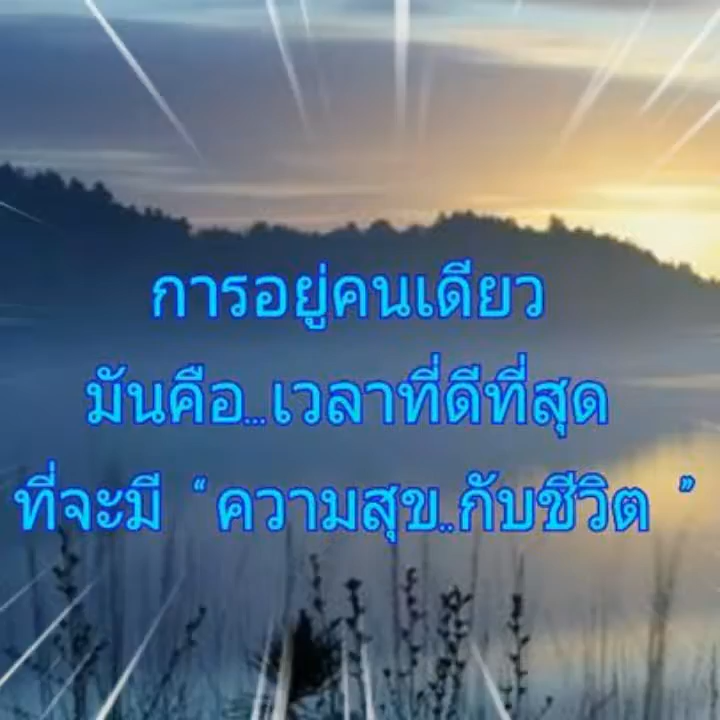 การอยู่คนเดียว
มันคือ...เวลาที่ดีที่สุด
ที่จะมี “ความสุข..กับชีวิต ”